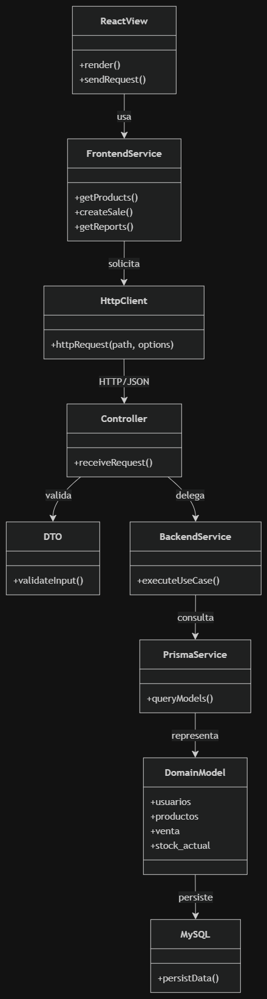 ReactView
+render()
+sendRequest()
usa
FrontendService
+getProducts()
+createSale()
+getReports()
solicita
HttpClient
+httpRequest(path, options)
HTTP/JSON
Controller
+receiveRequest()
valida
delega
DTO
+validateInput()
BackendService
+executeUseCase()
consulta
PrismaService
+queryModels()
representa
DomainModel
+usuarios
+productos
+venta
+stock_actual
persiste
MySQL
+persistData()